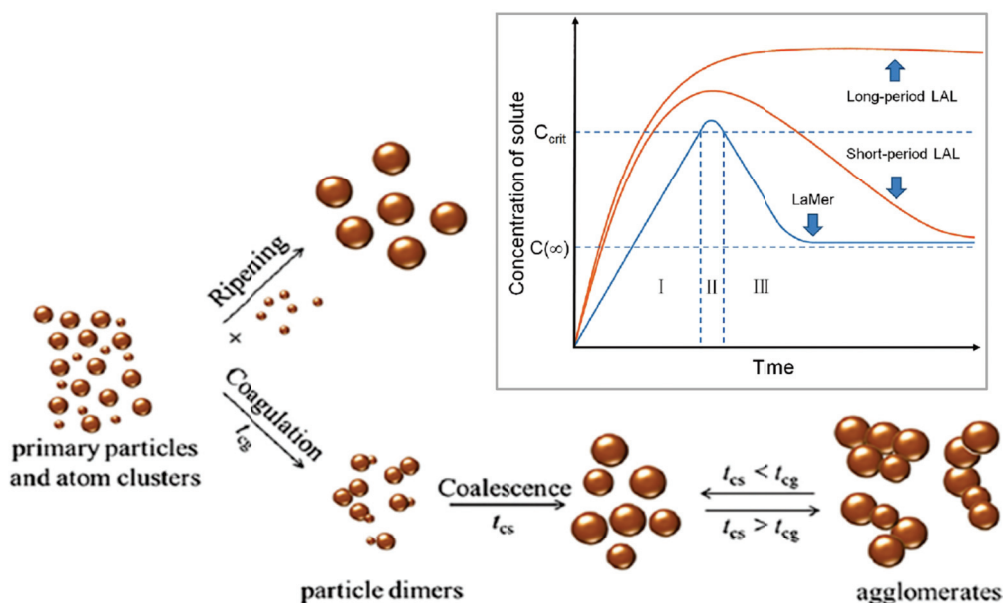 Concentration of solute
C_crit
C(∞)
Long-period LAL
Short-period LAL
LaMer
I
II
III
Tme
Ripening
×
Coagulation
t_cg
primary particles
and atom clusters
particle dimers
Coalescence
t_cs
t_cs < t_cg
t_cs > t_cg
agglomerates